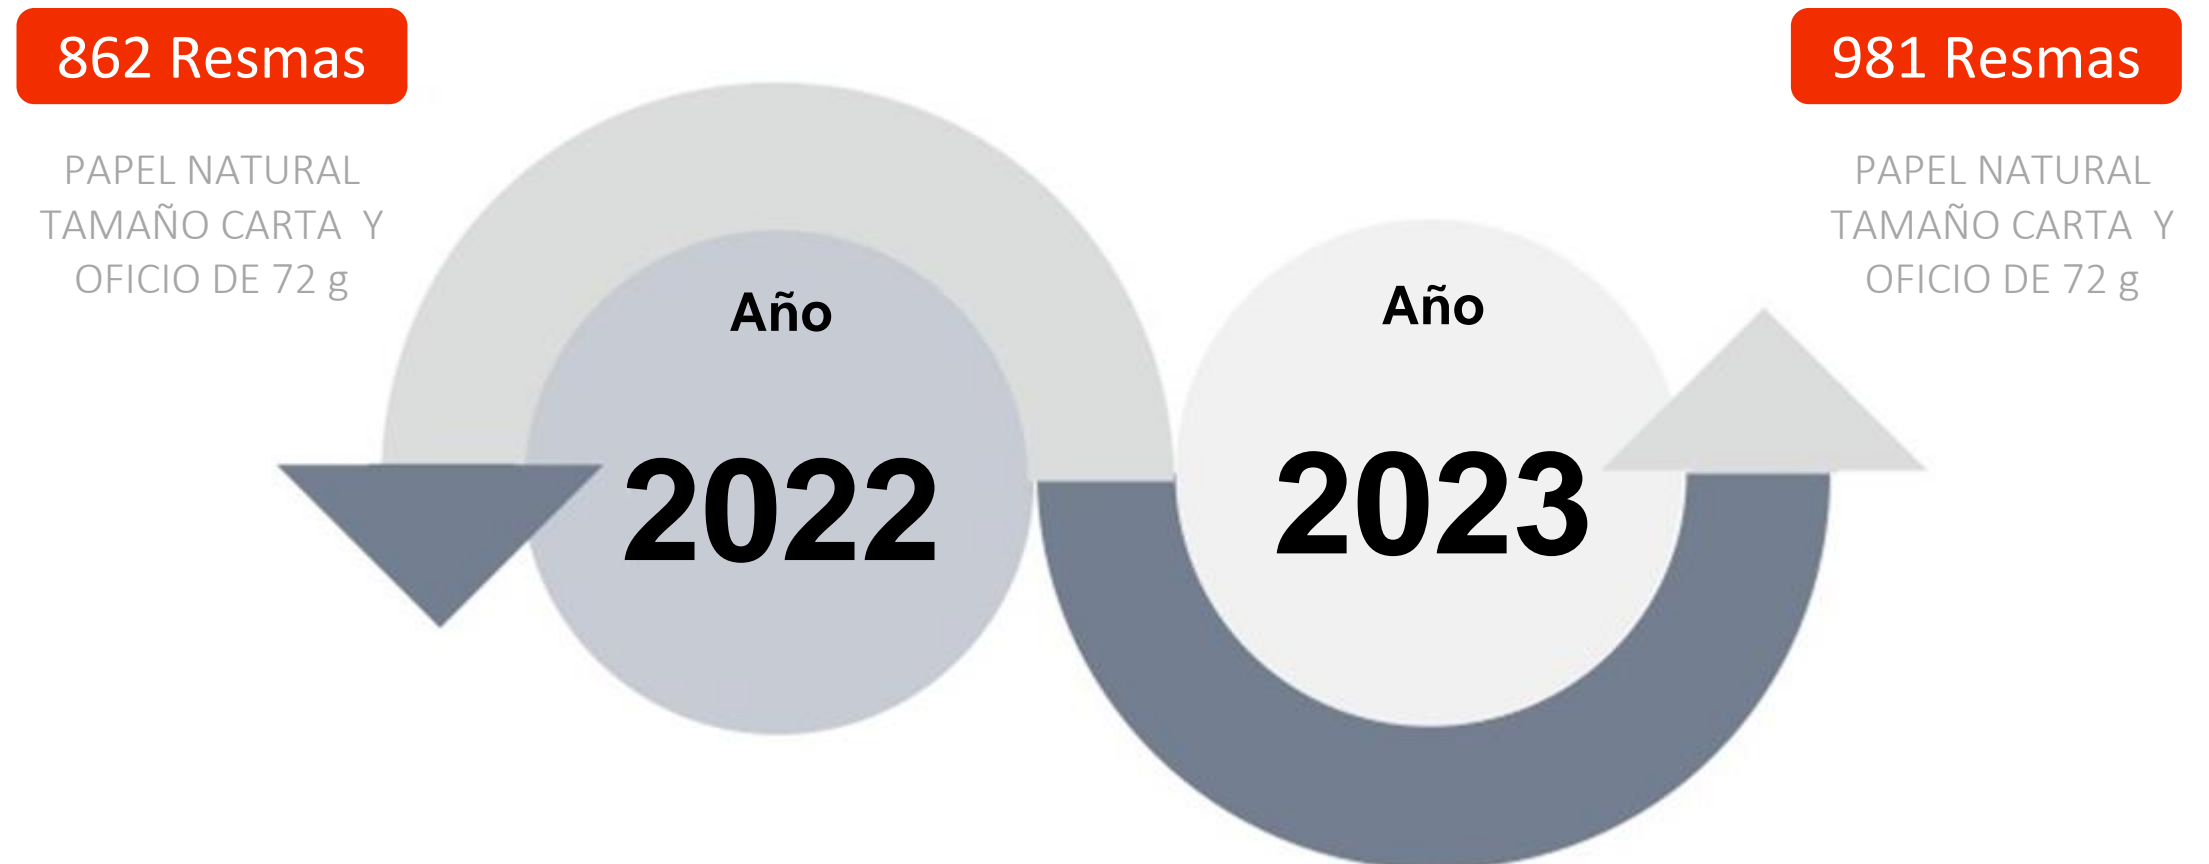 862 Resmas
PAPEL NATURAL
TAMAÑO CARTA Y
OFICIO DE 72 g
Año
2022
Año
2023
981 Resmas
PAPEL NATURAL
TAMAÑO CARTA Y
OFICIO DE 72 g